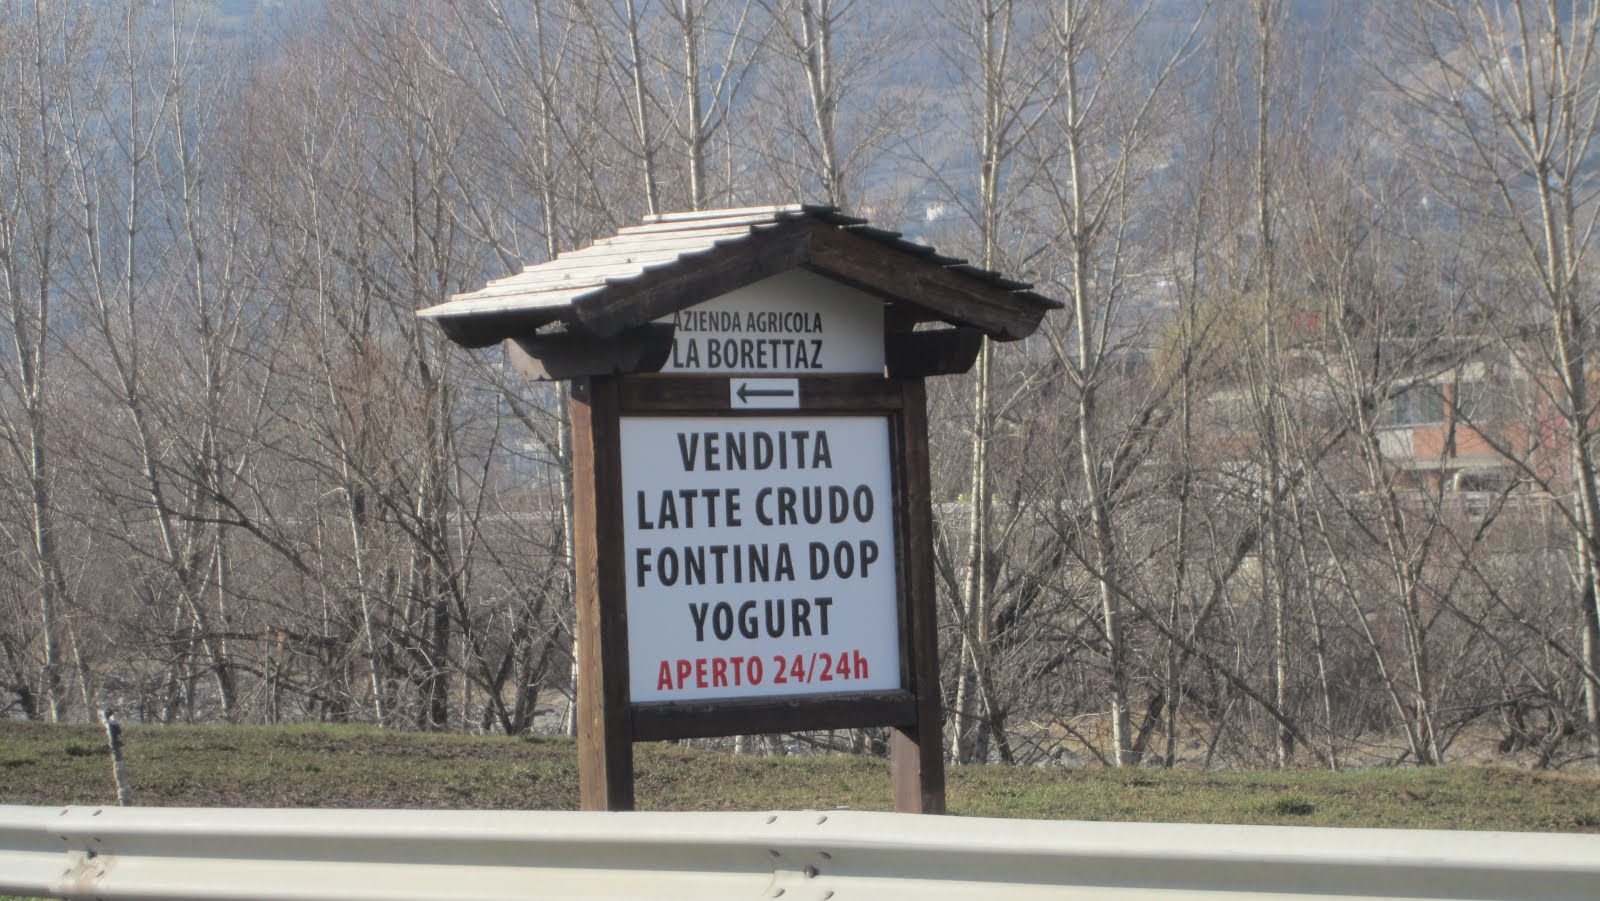 AZIENDA AGRICOLA
LA BORETTAZ
VENDITA
LATTE CRUDO
FONTINA DOP
YOGURT
APERTO 24/24h